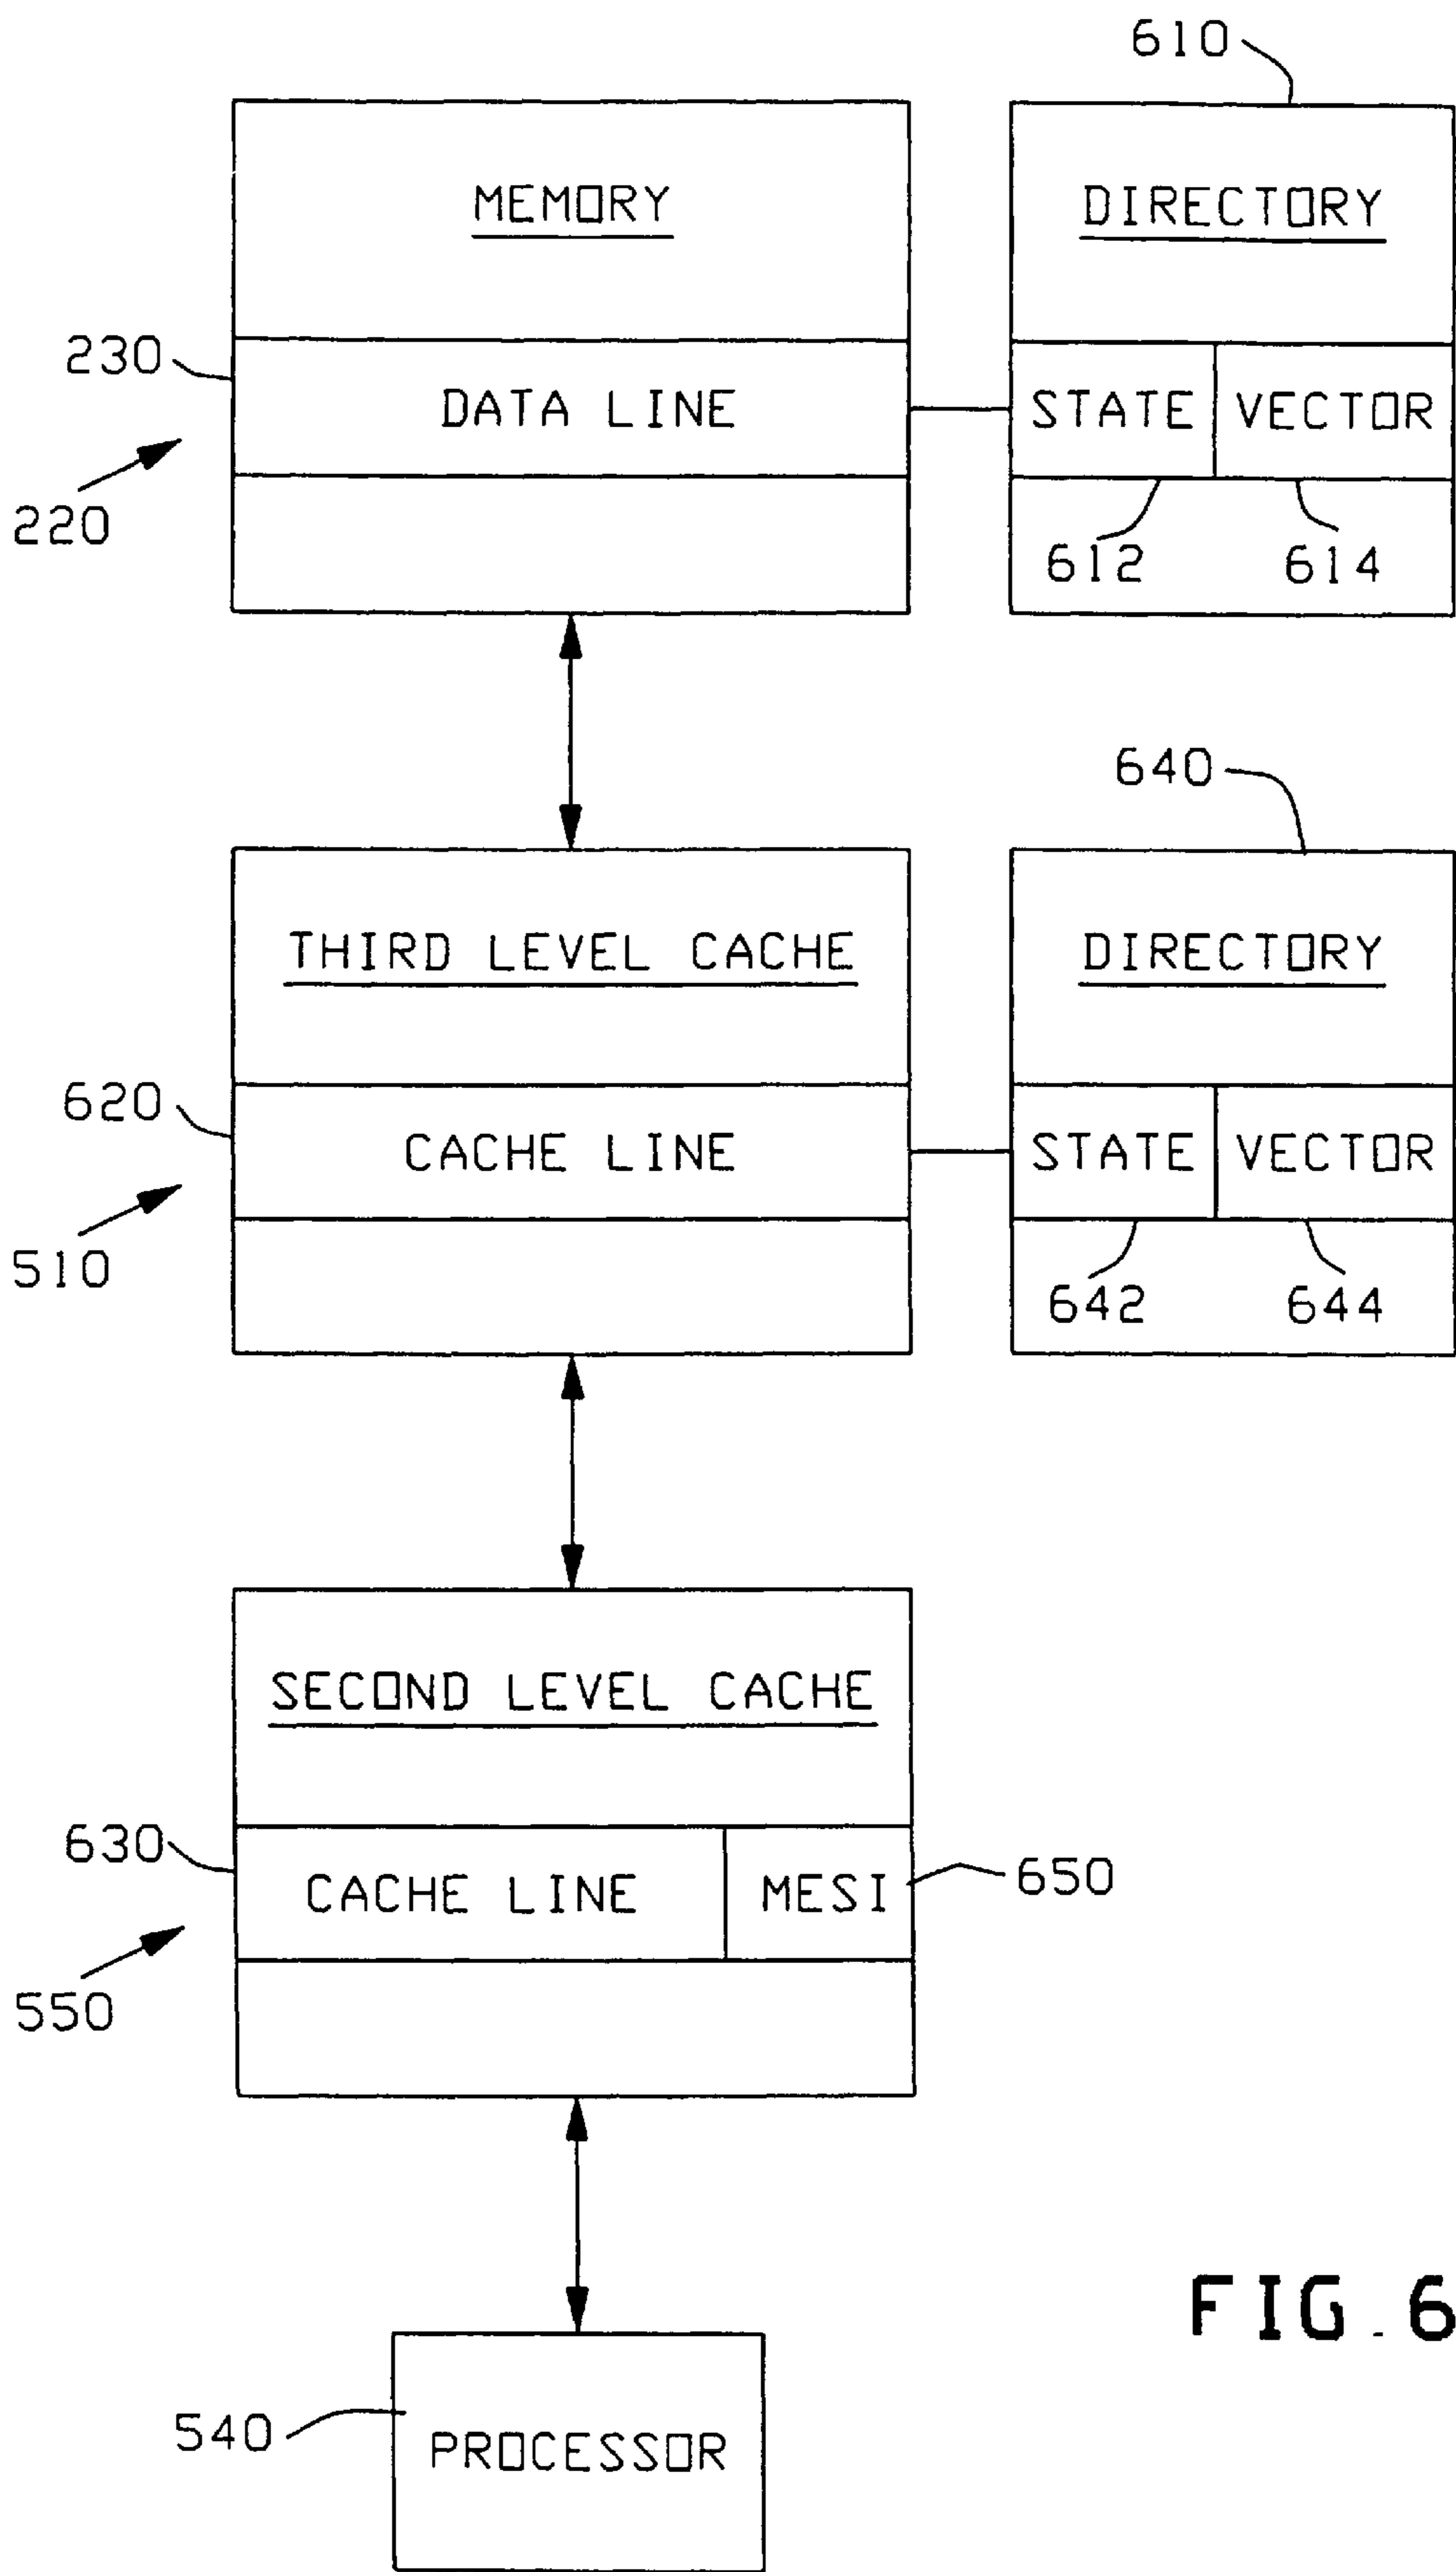 610
MEMORY
DIRECTORY
230
DATA LINE
STATE
VECTOR
220
612
614
640
THIRD LEVEL CACHE
DIRECTORY
620
CACHE LINE
STATE
VECTOR
510
642
644
SECOND LEVEL CACHE
630
CACHE LINE
MESI
650
550
FIG.6
540
PROCESSOR